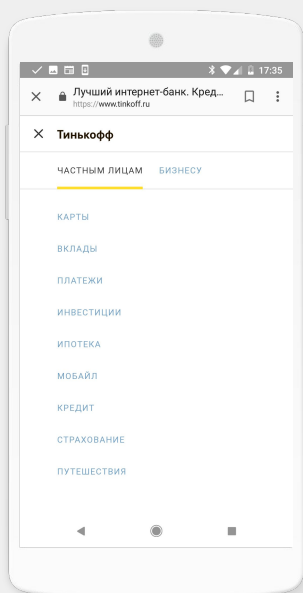 17:35
Лучший интернет-банк. Кред...
https://www.tinkoff.ru
Тинькофф
ЧАСТНЫМ ЛИЦАМ БИЗНЕСУ
КАРТЫ
ВКЛАДЫ
ПЛАТЕЖИ
ИНВЕСТИЦИИ
ИПОТЕКА
МОБАЙЛ
КРЕДИТ
СТРАХОВАНИЕ
ПУТЕШЕСТВИЯ